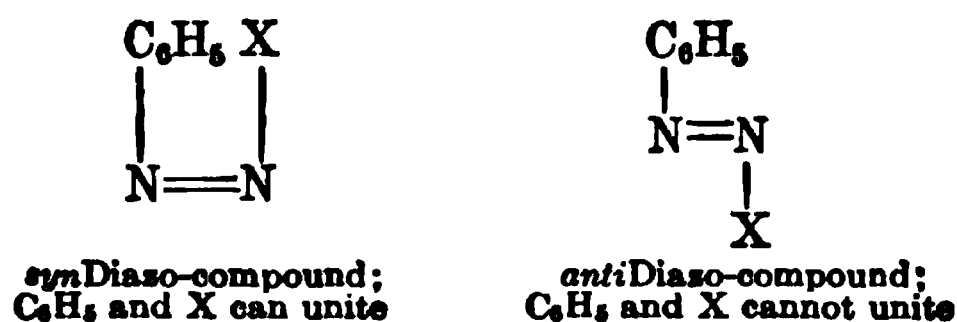 C₆H₅ X
N=N
synDiazo-compound;
C₆H₅ and X can unite
C₆H₅
N=N
X
antiDiazo-compound;
C₆H₅ and X cannot unite